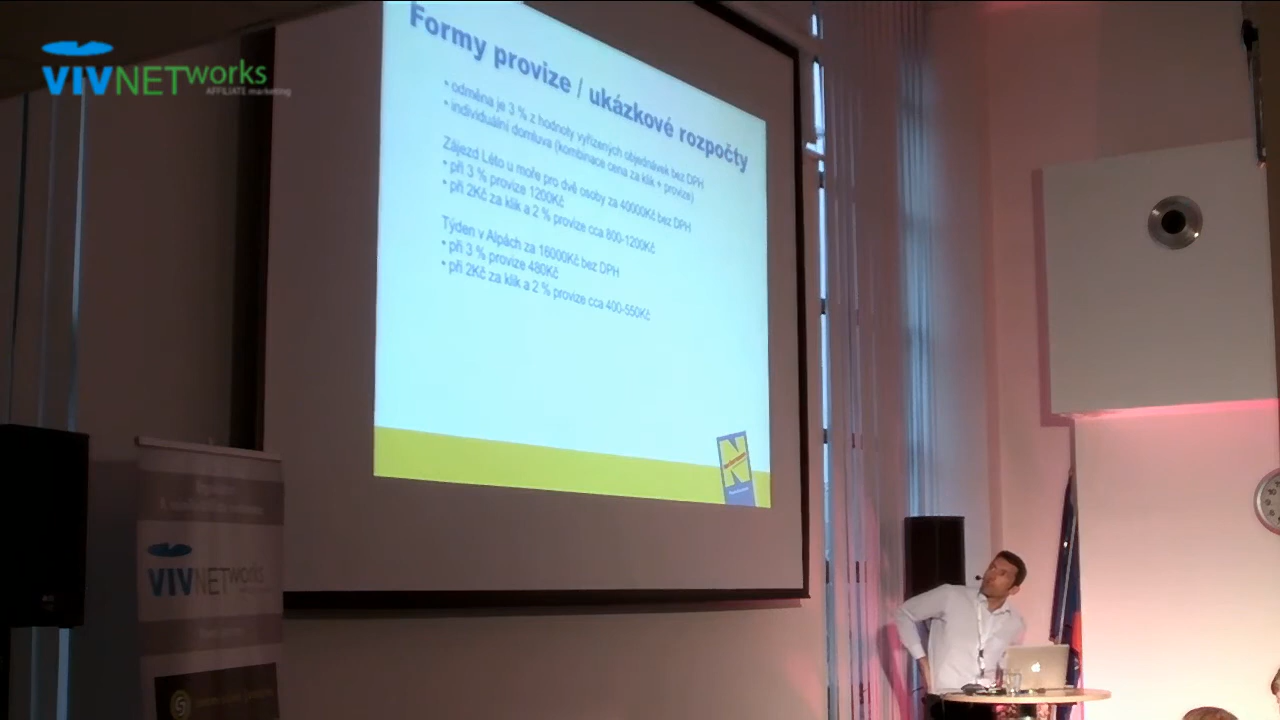 VIVNETworks
AFFILIATE marketing
Formy provize / ukázkové rozpočty
• odměna je 3 % z hodnoty vyřízených objednávek bez DPH
• individuální domluva (kombinace cena za klik + provize)
Zájezd Léto u moře pro dvě osoby za 40000Kč bez DPH
• při 3 % provize 1200Kč
• při 2Kč za klik a 2 % provize cca 800-1200Kč
Týden v Alpách za 16000Kč bez DPH
• při 3 % provize 480Kč
• při 2Kč za klik a 2 % provize cca 400-550Kč
N
VIVNETworks